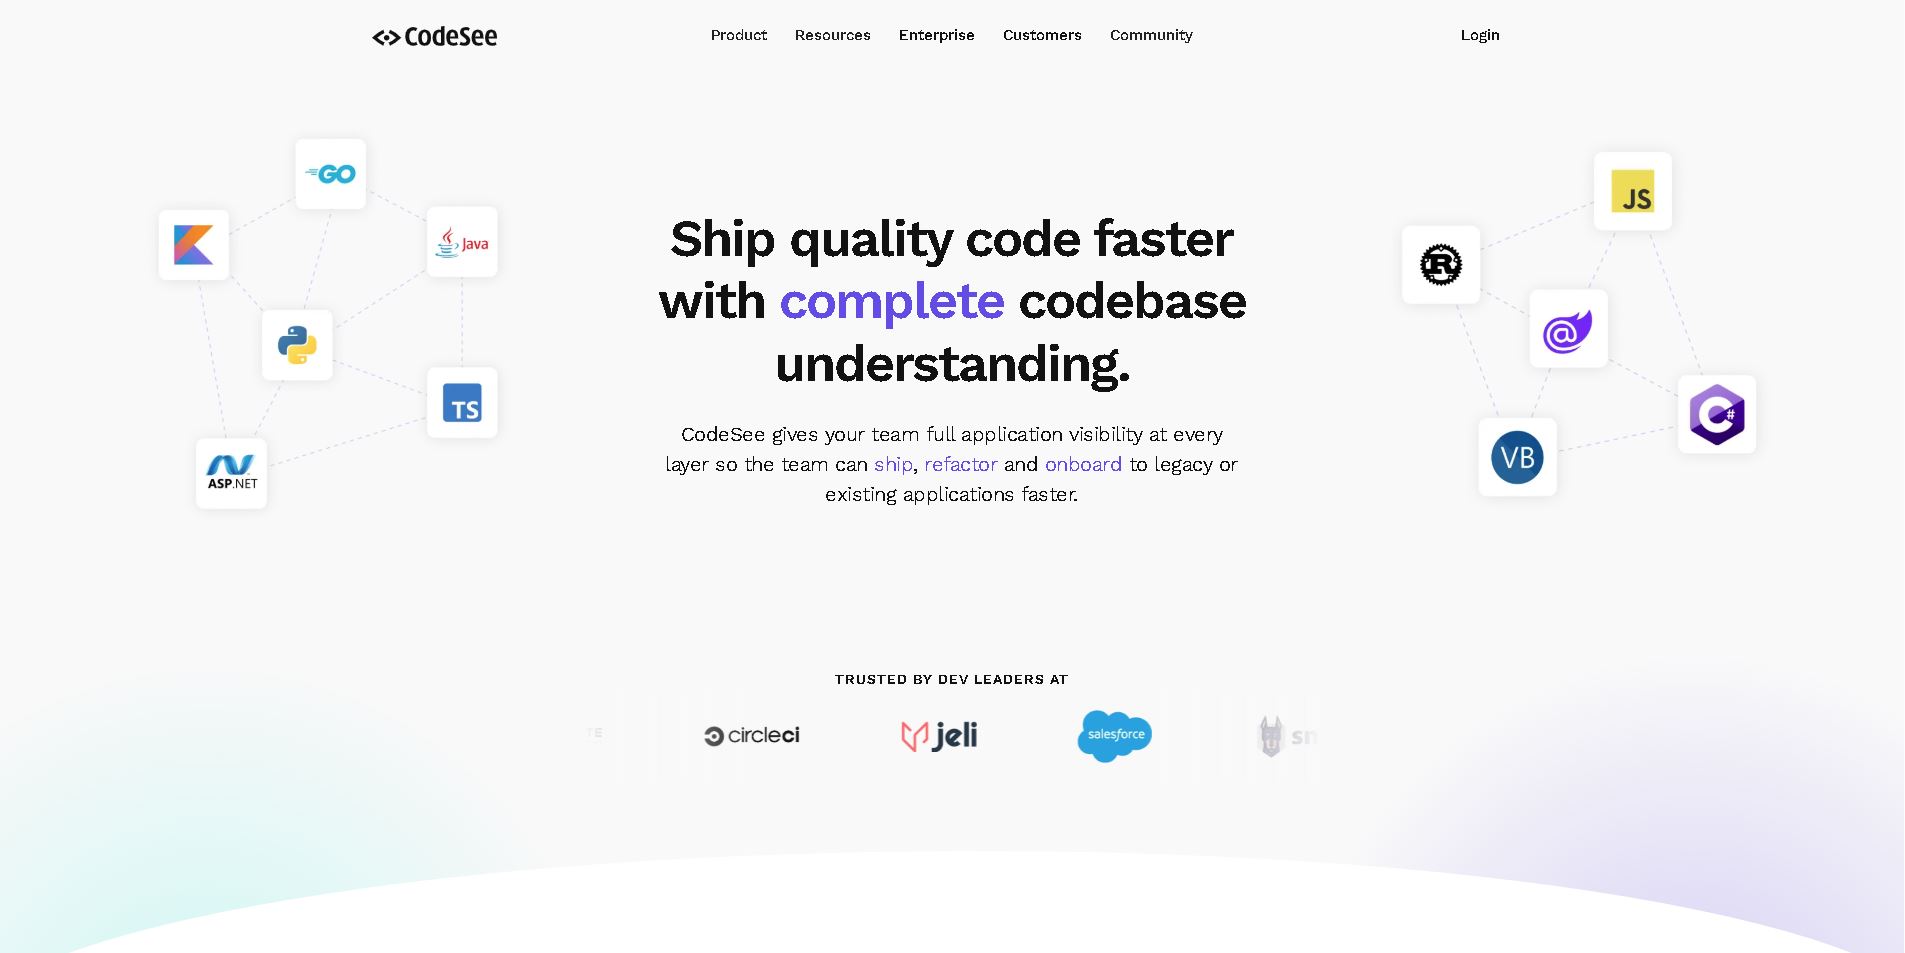 CodeSee
Product Resources Enterprise Customers Community
Login
GO
Java
TS
ASP.NET
Ship quality code faster
with complete codebase
understanding.
CodeSee gives your team full application visibility at every
layer so the team can ship, refactor and onboard to legacy or
existing applications faster.
JS
R
@
C#
VB
TRUSTED BY DEV LEADERS AT
TE
circleci
jeli
salesforce
sn